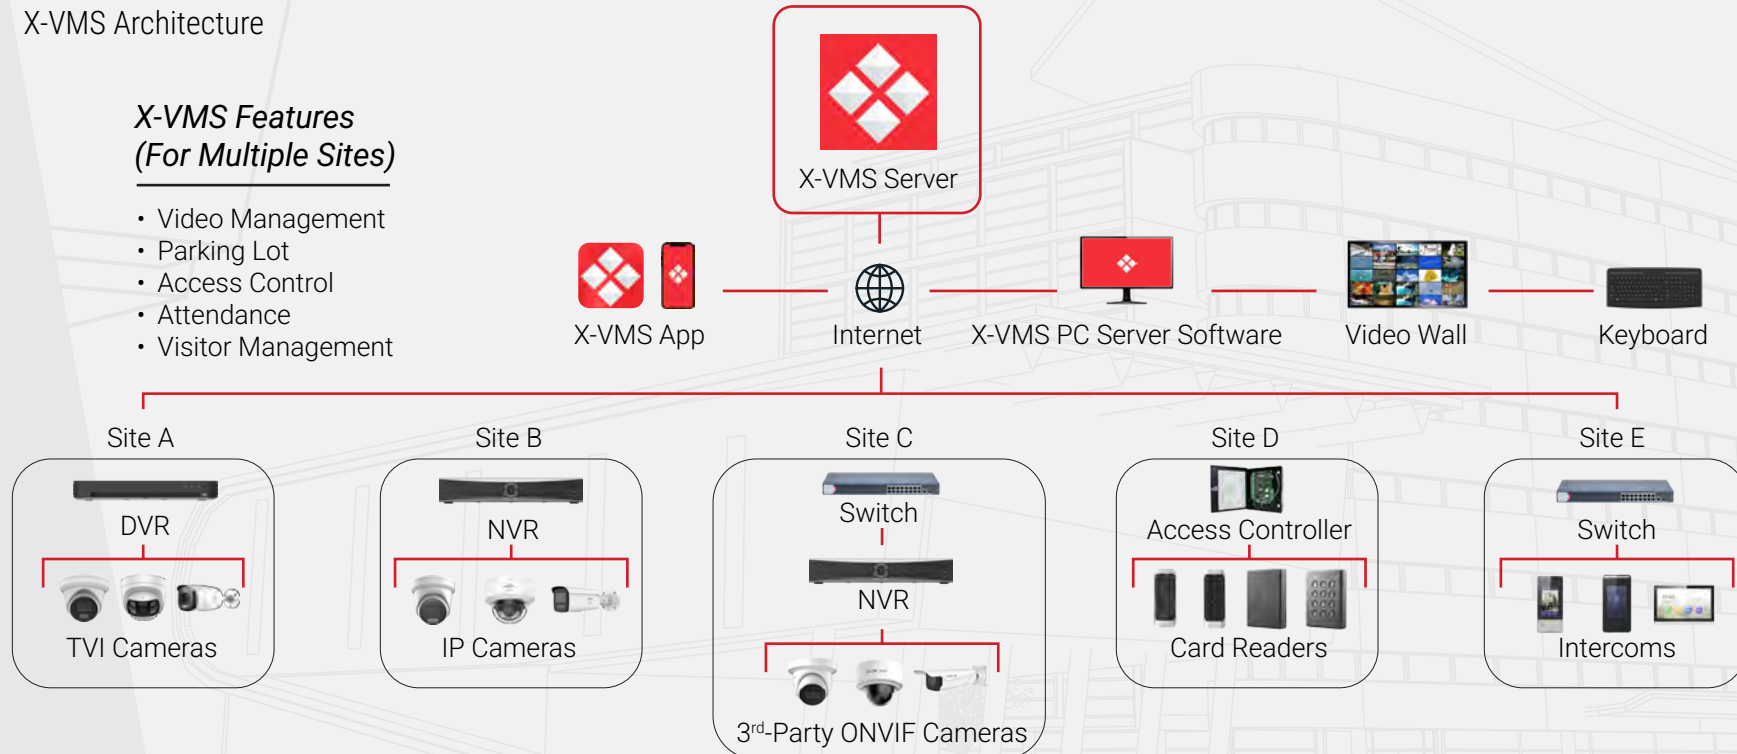 X-VMS Architecture
X-VMS Features
(For Multiple Sites)
• Video Management
• Parking Lot
• Access Control
• Attendance
• Visitor Management
X-VMS Server
X-VMS App
Internet
X-VMS PC Server Software
Video Wall
Keyboard
Site A
DVR
TVI Cameras
Site B
NVR
IP Cameras
Site C
Switch
NVR
3rd-Party ONVIF Cameras
Site D
Access Controller
Card Readers
Site E
Switch
Intercoms